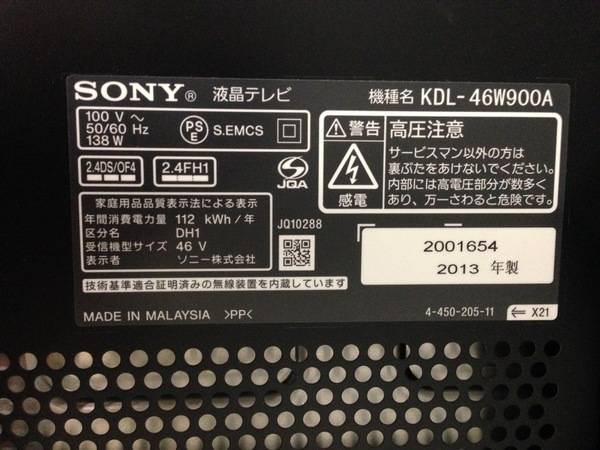 SONY® 液晶テレビ 機種名 KDL-46W900A
100 V～
50/60 Hz
138 W
PSE
S.EMCS
2.4DS/OF4
2.4FH1
JQA
警告 高圧注意
サービスマン以外の方は
裏ぶたをあけないでください。
内部には高電圧部分が数多く
あり、万一さわると危険です。
感電
家庭用品品質表示法による表示
年間消費電力量 112 kWh/年
区分名 DH1
受信機型サイズ 46 V
表示者 ソニー株式会社
JQ10288
2001654
2013 年製
技術基準適合証明済みの無線装置を内蔵しています
MADE IN MALAYSIA >PP<
4-450-205-11 X21